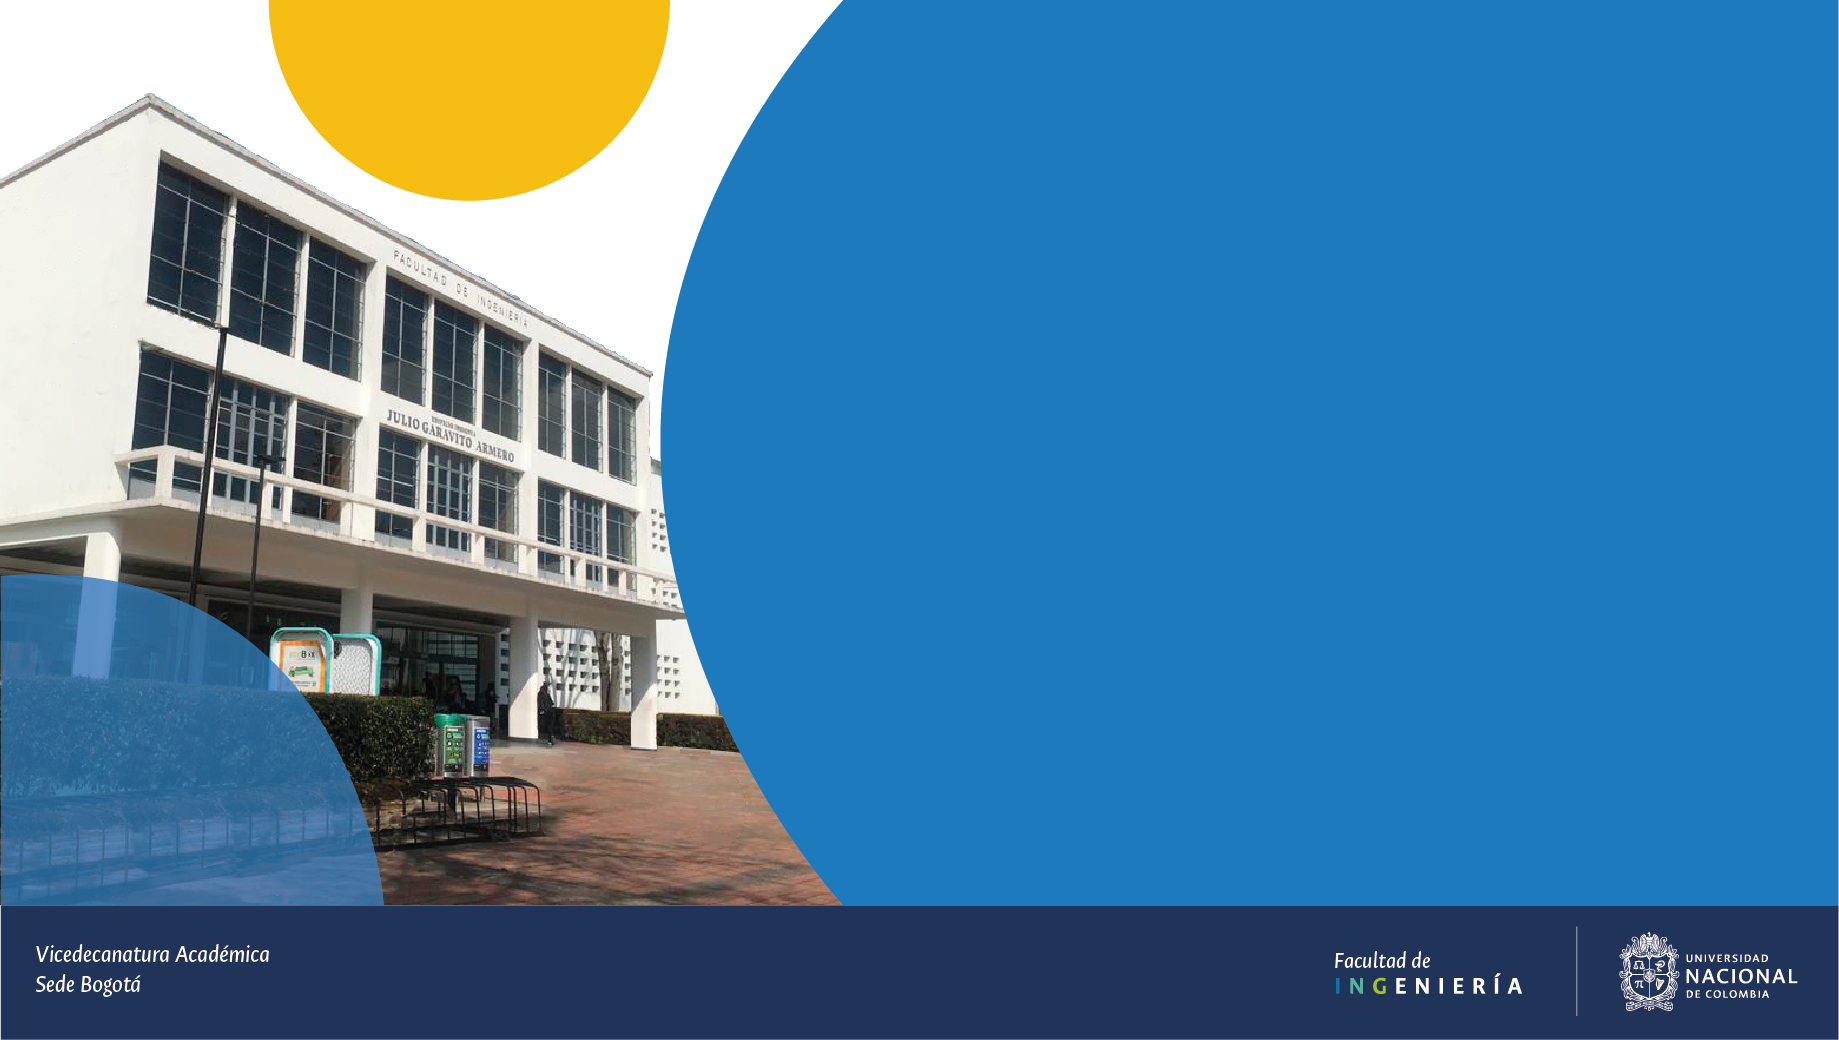 FACULTAD DE INGENIERÍA
JULIO GARAVITO ARMERO
Vicedecanatura Académica
Sede Bogotá
Facultad de
INGENIERÍA
UNIVERSIDAD
NACIONAL
DE COLOMBIA